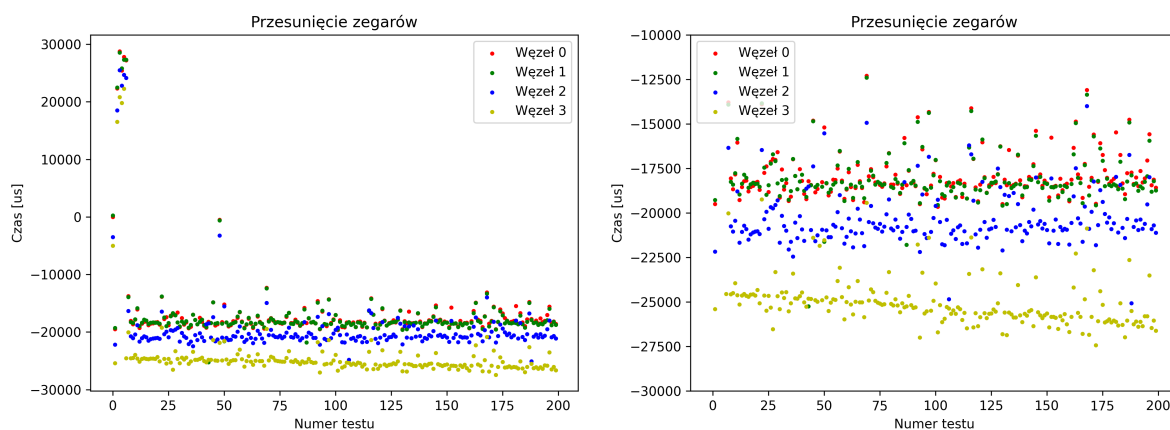 Przesunięcie zegarów
30000
20000
10000
0
−10000
−20000
−30000
Czas [us]
0
25
50
75
100
125
150
175
200
Numer testu
Węzeł 0
Węzeł 1
Węzeł 2
Węzeł 3
Przesunięcie zegarów
−10000
−12500
−15000
−17500
−20000
−22500
−25000
−27500
−30000
Czas [us]
0
25
50
75
100
125
150
175
200
Numer testu
Węzeł 0
Węzeł 1
Węzeł 2
Węzeł 3